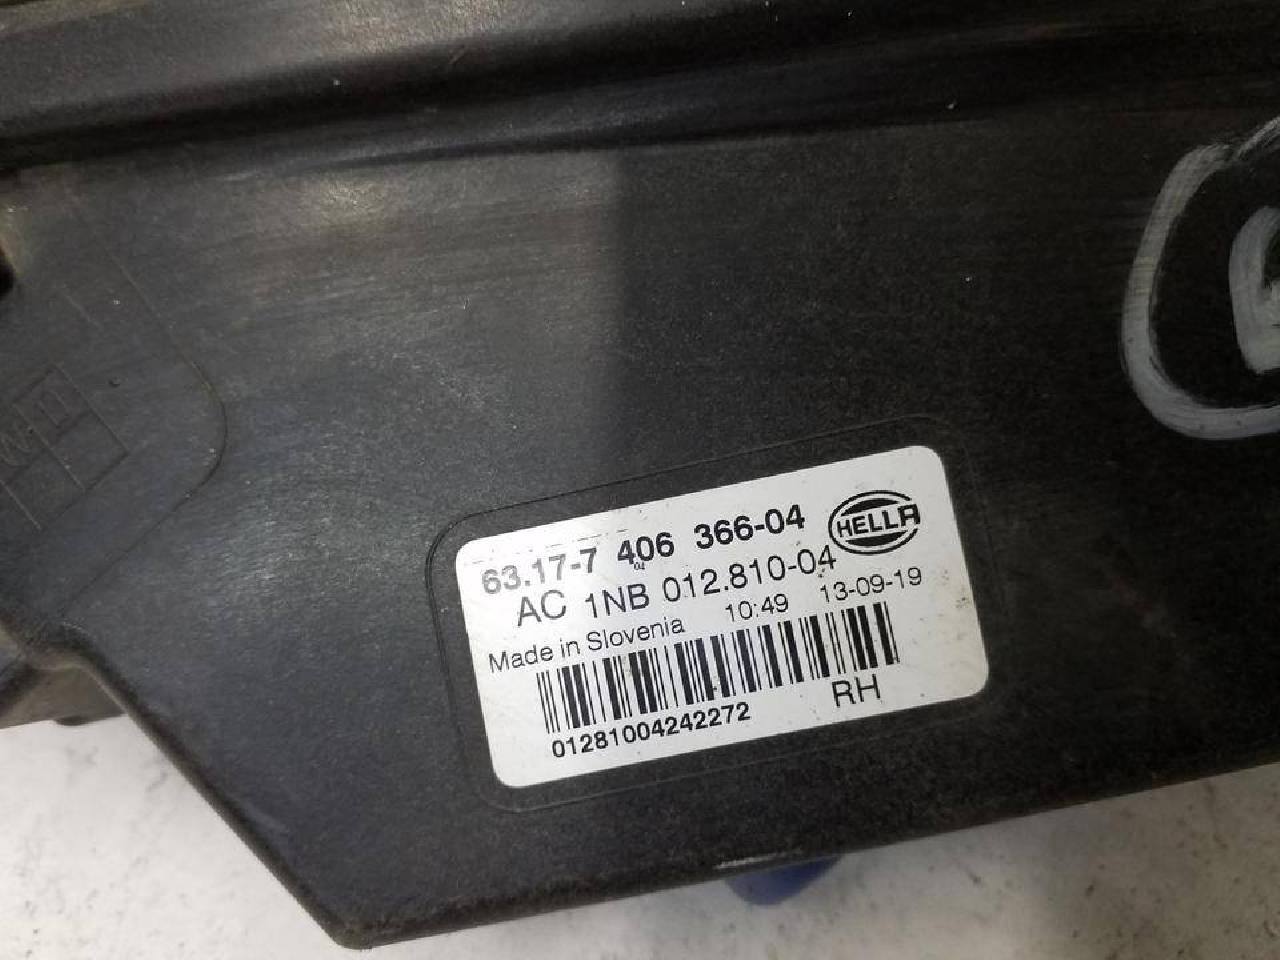 63.17-7 406 366-04
HELLA
AC 1NB 012.810-04
Made in Slovenia 10:49 13-09-19
RH
01281004242272